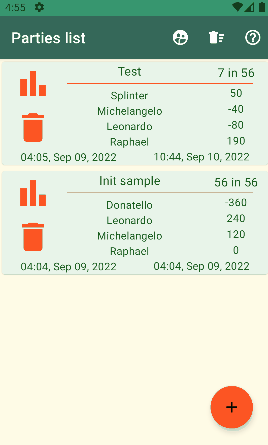 4:55
Parties list
Test 7 in 56
Splinter 50
Michelangelo -40
Leonardo -80
Raphael 190
04:05, Sep 09, 2022 10:44, Sep 10, 2022
Init sample 56 in 56
Donatello -360
Leonardo 240
Michelangelo 120
Raphael 0
04:04, Sep 09, 2022 04:04, Sep 09, 2022